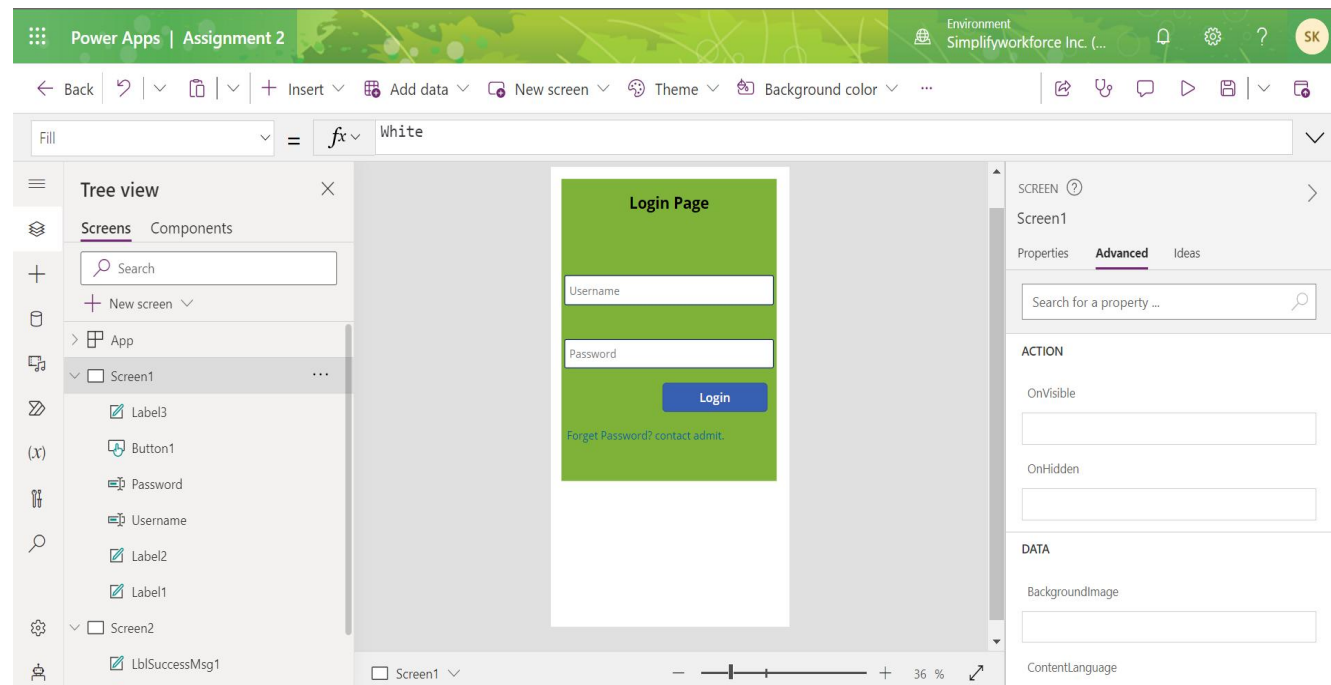 Power Apps | Assignment 2
Environment
Simplifyworkforce Inc. (...
?
SK
Back
Insert
Add data
New screen
Theme
Background color
...
Fill
=
fx
White
Tree view
Screens
Components
Search
New screen
App
Screen1
...
Label3
Button1
Password
Username
Label2
Label1
Screen2
LblSuccessMsg1
(x)
Login Page
Username
Password
Login
Forget Password? contact admit.
Screen1
36 %
SCREEN
Screen1
Properties
Advanced
Ideas
Search for a property ...
ACTION
OnVisible
OnHidden
DATA
BackgroundImage
ContentLanguage